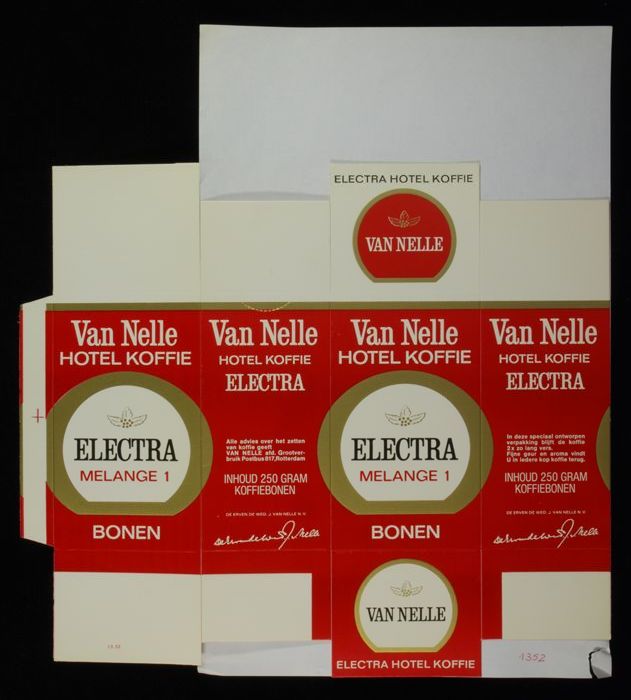 ELECTRA HOTEL KOFFIE
VAN NELLE
Van Nelle
HOTEL KOFFIE
ELECTRA
MELANGE 1
BONEN
Van Nelle
HOTEL KOFFIE
ELECTRA
Alle advies over het zetten
van koffie geeft
VAN NELLE afd. Grootver-
bruik Postbus 817, Rotterdam
INHOUD 250 GRAM
KOFFIEBONEN
DE ERVEN DE WED. J. VAN NELLE N.V.
Van Nelle
HOTEL KOFFIE
ELECTRA
MELANGE 1
BONEN
Van Nelle
HOTEL KOFFIE
ELECTRA
In deze speciaal ontworpen
verpakking blijft de koffie
2x zo lang vers.
Fijne geur en aroma vindt
U in iedere kop koffie terug.
INHOUD 250 GRAM
KOFFIEBONEN
DE ERVEN DE WED. J. VAN NELLE N.V.
VAN NELLE
ELECTRA HOTEL KOFFIE
1352